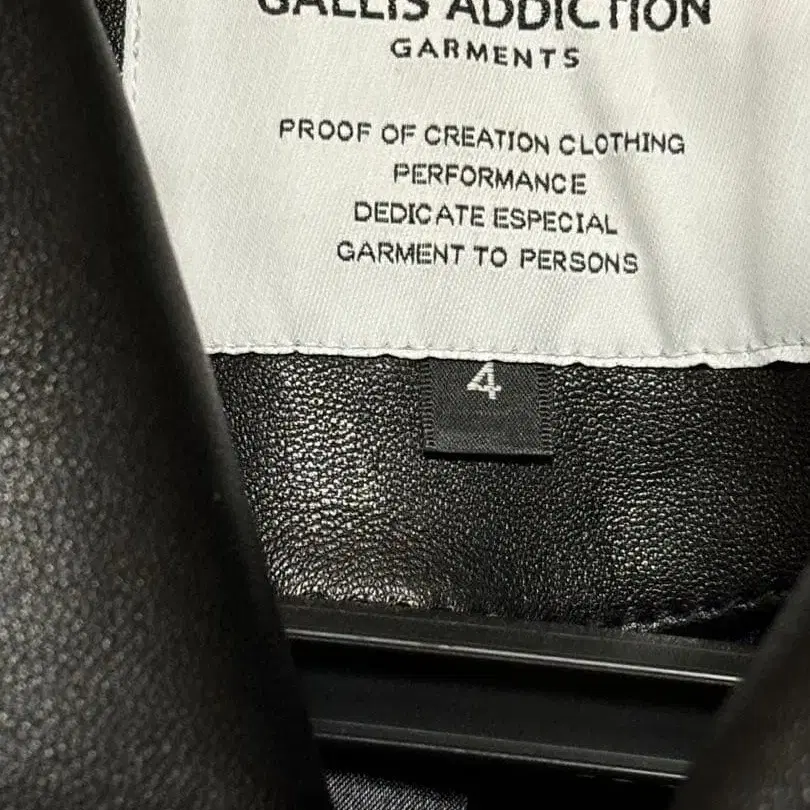 GALLIS ADDICTION
GARMENTS
PROOF OF CREATION CLOTHING
PERFORMANCE
DEDICATE ESPECIAL
GARMENT TO PERSONS
4